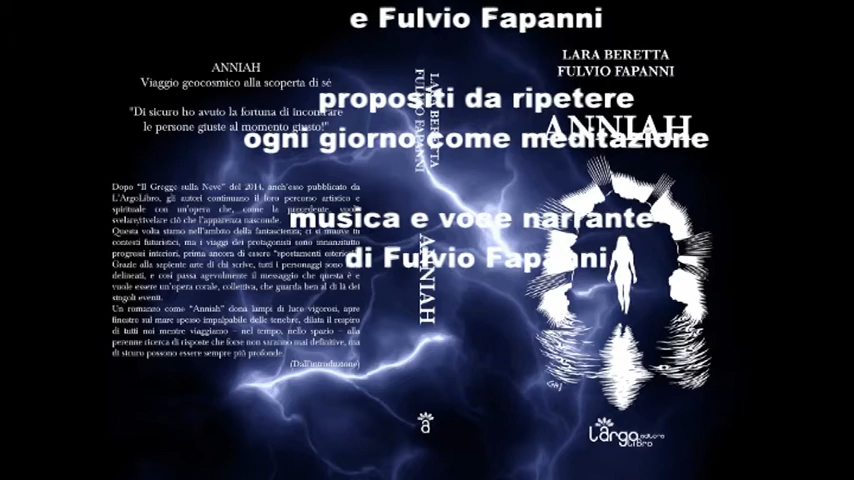 e Fulvio Fapanni
propositi da ripetere
ogni giorno come meditazione
musica e voce narrante
di Fulvio Fapanni
ANNIAH
Viaggio geocosmico alla scoperta di sé
"Di sicuro ho avuto la fortuna di incontrare
le persone giuste al momento giusto!"
Dopo "Il Gregge sulla Neve" del 2014, anch'esso pubblicato da
L'ArgoLibro, gli autori continuano il loro percorso artistico e
spirituale con un'opera che, come la precedente, vuole
svelare/rivelare ciò che l'apparenza nasconde.
Questa volta siamo nell'ambito della fantascienza; ci si muove in
contesti futuristici, ma i viaggi dei protagonisti sono innanzitutto
progressi interiori, prima ancora di essere "spostamenti esteriori".
Grazie alla sapiente arte di chi scrive, tutti i personaggi sono
delineati, e così passa agevolmente il messaggio che questa è e
vuole essere un'opera corale, collettiva, che guarda ben al di là dei
singoli eventi.
Un romanzo come "Anniah" dona lampi di luce vigorosi, apre
finestre sul mare spesso impalpabile delle tenebre, dilata il respiro
di tutti noi mentre viaggiamo – nel tempo, nello spazio – alla
perenne ricerca di risposte che forse non saranno mai definitive, ma
di sicuro possono essere sempre più profonde.
(Dall'introduzione)
LARA BERETTA
FULVIO FAPANNI
ANNIAH
a
LARA BERETTA
FULVIO FAPANNI
ANNIAH
L'argo
editore
libro